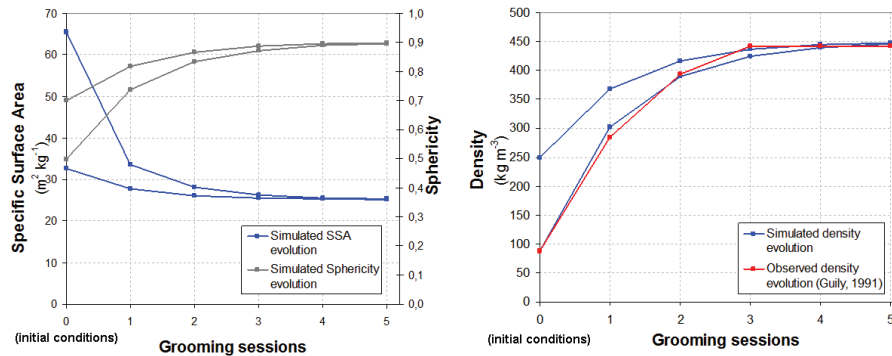 70
60
50
40
30
20
10
0
Specific Surface Area
(m² kg⁻¹)
1,0
0,9
0,8
0,7
0,6
0,5
0,4
0,3
0,2
0,1
0,0
Sphericity
Simulated SSA
evolution
Simulated Sphericity
evolution
0 1 2 3 4 5
(initial conditions)
Grooming sessions
500
450
400
350
300
250
200
150
100
50
0
Density
(kg m⁻³)
Simulated density
evolution
Observed density
evolution (Guily, 1991)
0 1 2 3 4 5
(initial conditions)
Grooming sessions